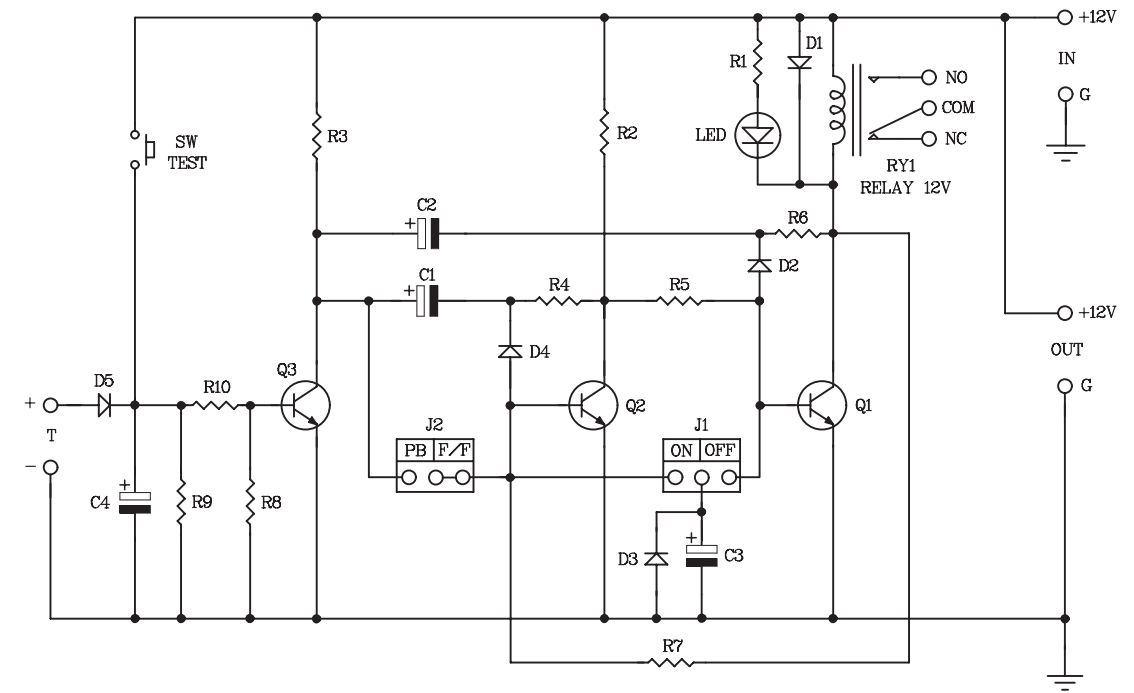 +12V
IN
G
D1
R1
NO
COM
NC
LED
RY1
RELAY 12V
SW
TEST
R3
R2
C2
+
R6
D2
C1
+
R4
R5
+12V
OUT
G
D4
Q3
D5
R10
+
T
-
Q2
Q1
J2
PB F/F
J1
ON OFF
+
C4
R9
R8
D3
+
C3
R7